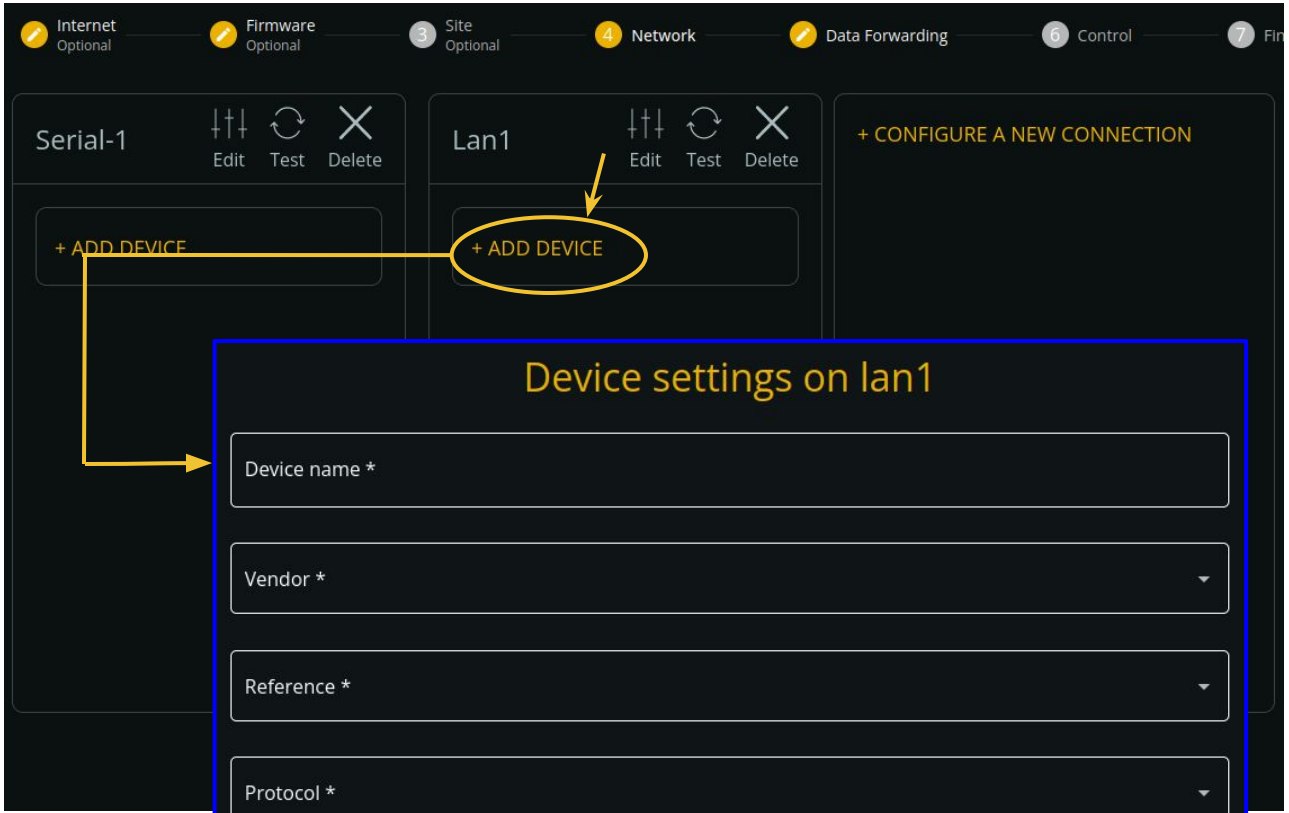 Internet
Optional
Firmware
Optional
3
Site
Optional
4
Network
Data Forwarding
6
Control
7
Fin
Serial-1
Edit
Test
Delete
Lan1
Edit
Test
Delete
+ CONFIGURE A NEW CONNECTION
+ ADD DEVICE
+ ADD DEVICE
Device settings on lan1
Device name *
Vendor *
Reference *
Protocol *